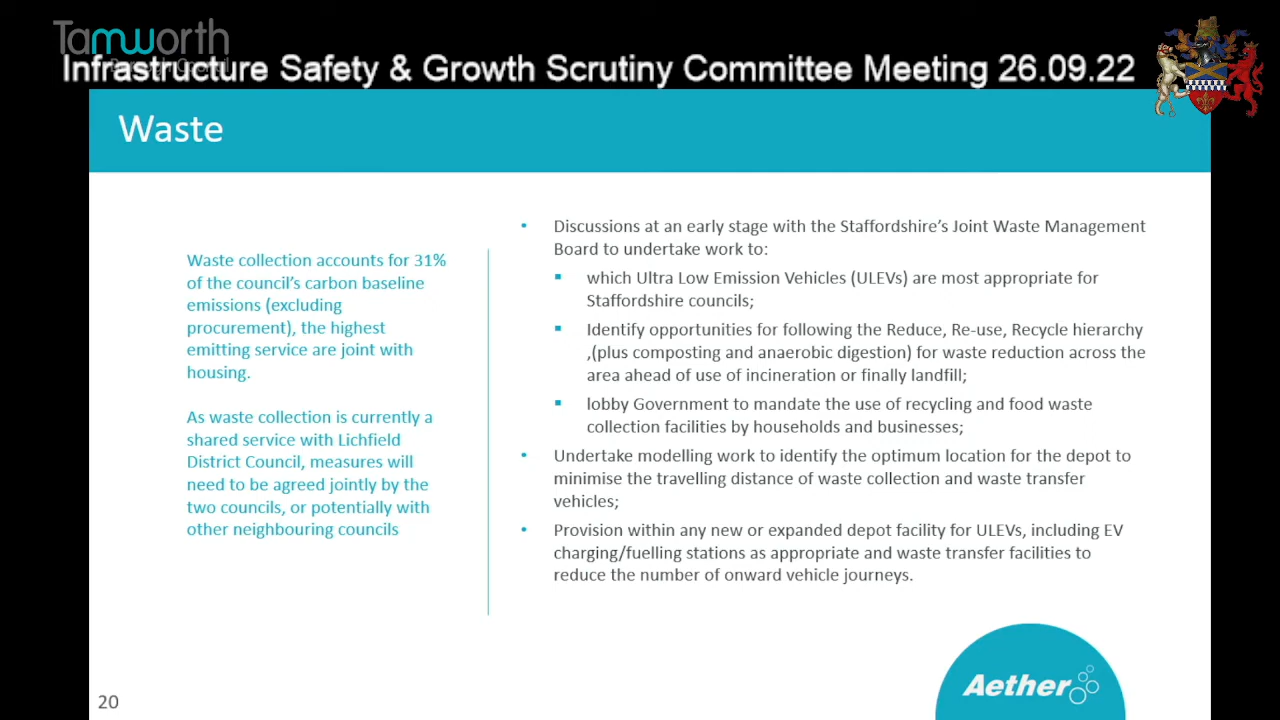 Tamworth
Borough Council
Infrastructure Safety & Growth Scrutiny Committee Meeting 26.09.22
Waste
Waste collection accounts for 31%
of the council's carbon baseline
emissions (excluding
procurement), the highest
emitting service are joint with
housing.
As waste collection is currently a
shared service with Lichfield
District Council, measures will
need to be agreed jointly by the
two councils, or potentially with
other neighbouring councils
• Discussions at an early stage with the Staffordshire's Joint Waste Management
Board to undertake work to:
▪ which Ultra Low Emission Vehicles (ULEVs) are most appropriate for
Staffordshire councils;
▪ Identify opportunities for following the Reduce, Re-use, Recycle hierarchy
,(plus composting and anaerobic digestion) for waste reduction across the
area ahead of use of incineration or finally landfill;
▪ lobby Government to mandate the use of recycling and food waste
collection facilities by households and businesses;
• Undertake modelling work to identify the optimum location for the depot to
minimise the travelling distance of waste collection and waste transfer
vehicles;
• Provision within any new or expanded depot facility for ULEVs, including EV
charging/fuelling stations as appropriate and waste transfer facilities to
reduce the number of onward vehicle journeys.
Aether
20